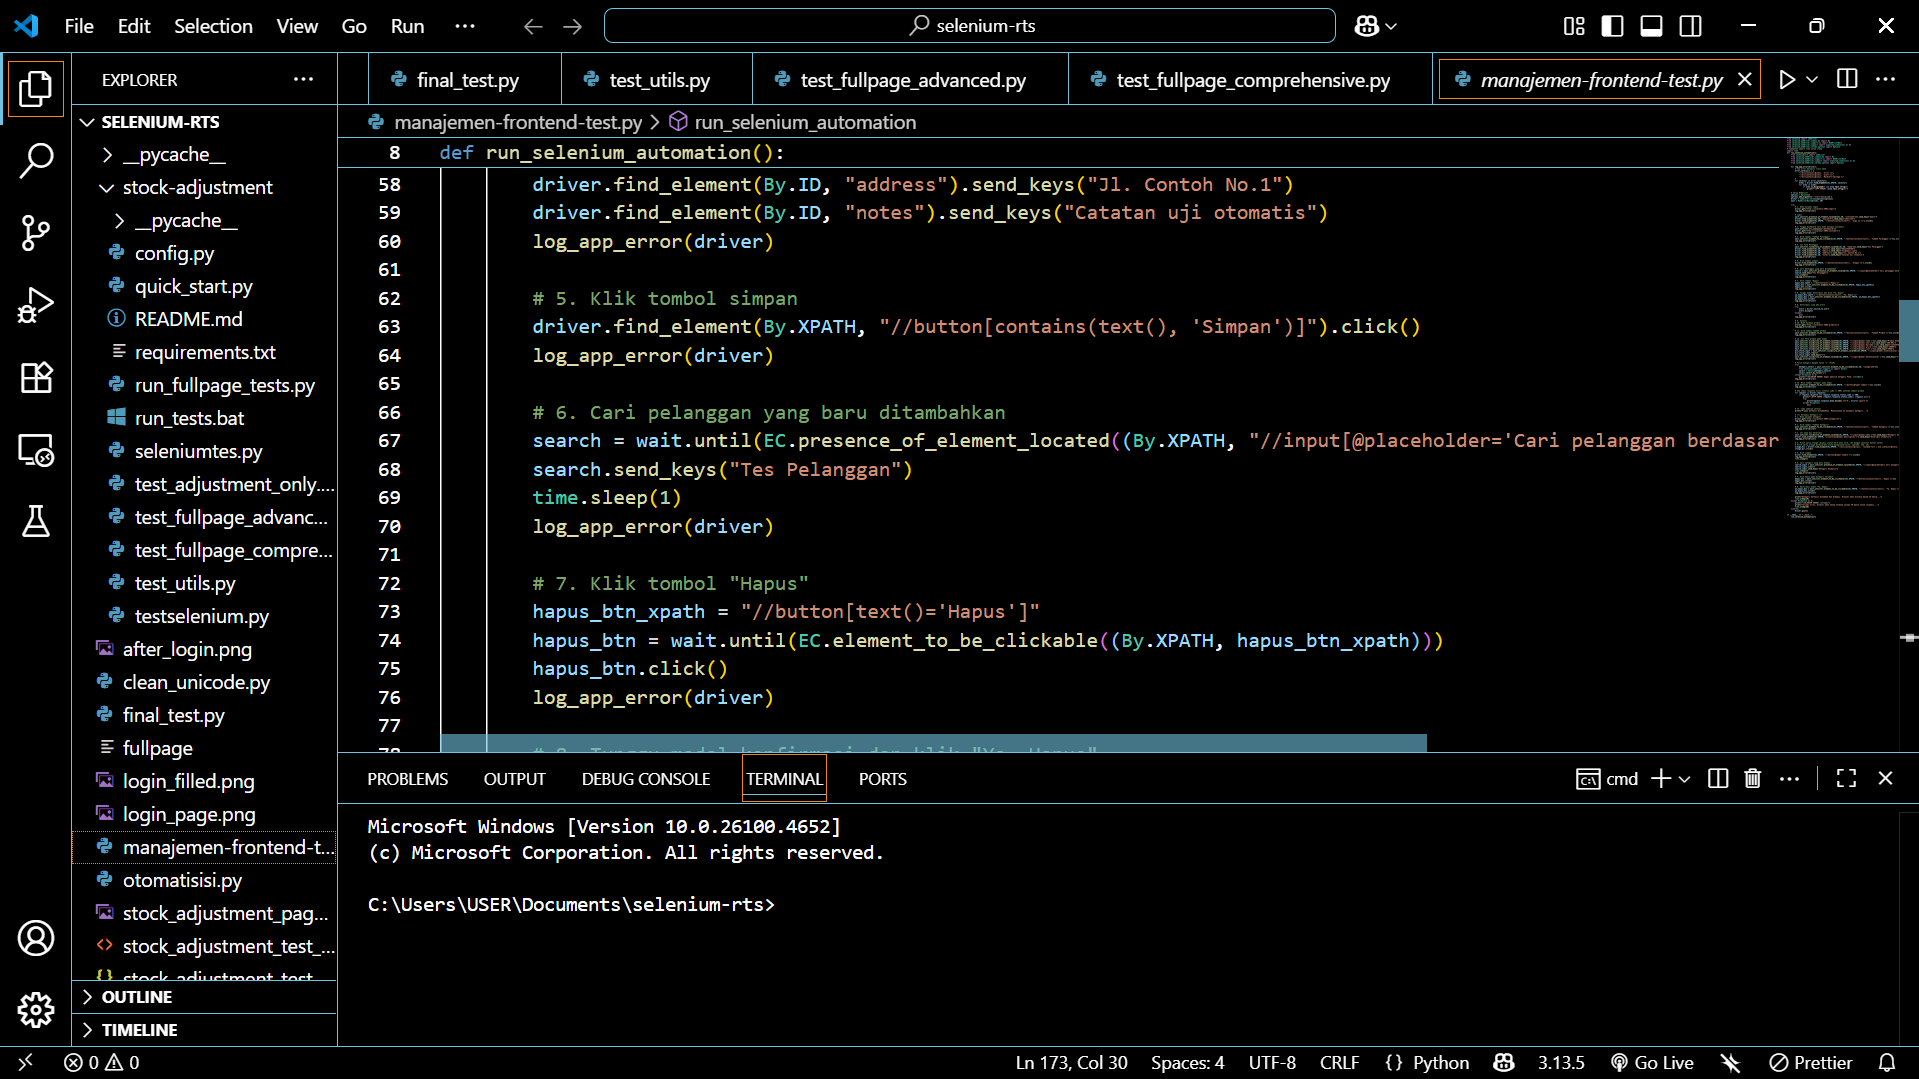 File Edit Selection View Go Run ··· selenium-rts
EXPLORER ···
final_test.py test_utils.py test_fullpage_advanced.py test_fullpage_comprehensive.py manajemen-frontend-test.py
SELENIUM-RTS
__pycache__
stock-adjustment
__pycache__
config.py
quick_start.py
README.md
requirements.txt
run_fullpage_tests.py
run_tests.bat
seleniumtes.py
test_adjustment_only....
test_fullpage_advanc...
test_fullpage_compre...
test_utils.py
testselenium.py
after_login.png
clean_unicode.py
final_test.py
fullpage
login_filled.png
login_page.png
manajemen-frontend-t...
otomatisisi.py
stock_adjustment_pag...
stock_adjustment_test_...
stock_adjustment_test
OUTLINE
TIMELINE
manajemen-frontend-test.py > run_selenium_automation
8 def run_selenium_automation():
58 driver.find_element(By.ID, "address").send_keys("Jl. Contoh No.1")
59 driver.find_element(By.ID, "notes").send_keys("Catatan uji otomatis")
60 log_app_error(driver)
61
62 # 5. Klik tombol simpan
63 driver.find_element(By.XPATH, "//button[contains(text(), 'Simpan')]").click()
64 log_app_error(driver)
65
66 # 6. Cari pelanggan yang baru ditambahkan
67 search = wait.until(EC.presence_of_element_located((By.XPATH, "//input[@placeholder='Cari pelanggan berdasar
68 search.send_keys("Tes Pelanggan")
69 time.sleep(1)
70 log_app_error(driver)
71
72 # 7. Klik tombol "Hapus"
73 hapus_btn_xpath = "//button[text()='Hapus']"
74 hapus_btn = wait.until(EC.element_to_be_clickable((By.XPATH, hapus_btn_xpath)))
75 hapus_btn.click()
76 log_app_error(driver)
77
78 # 8. Tunggu modal konfirmasi dan klik "Ya, Hapus"
PROBLEMS OUTPUT DEBUG CONSOLE TERMINAL PORTS cmd
Microsoft Windows [Version 10.0.26100.4652]
(c) Microsoft Corporation. All rights reserved.
C:\Users\USER\Documents\selenium-rts>
0 0 Ln 173, Col 30 Spaces: 4 UTF-8 CRLF {} Python 3.13.5 Go Live Prettier